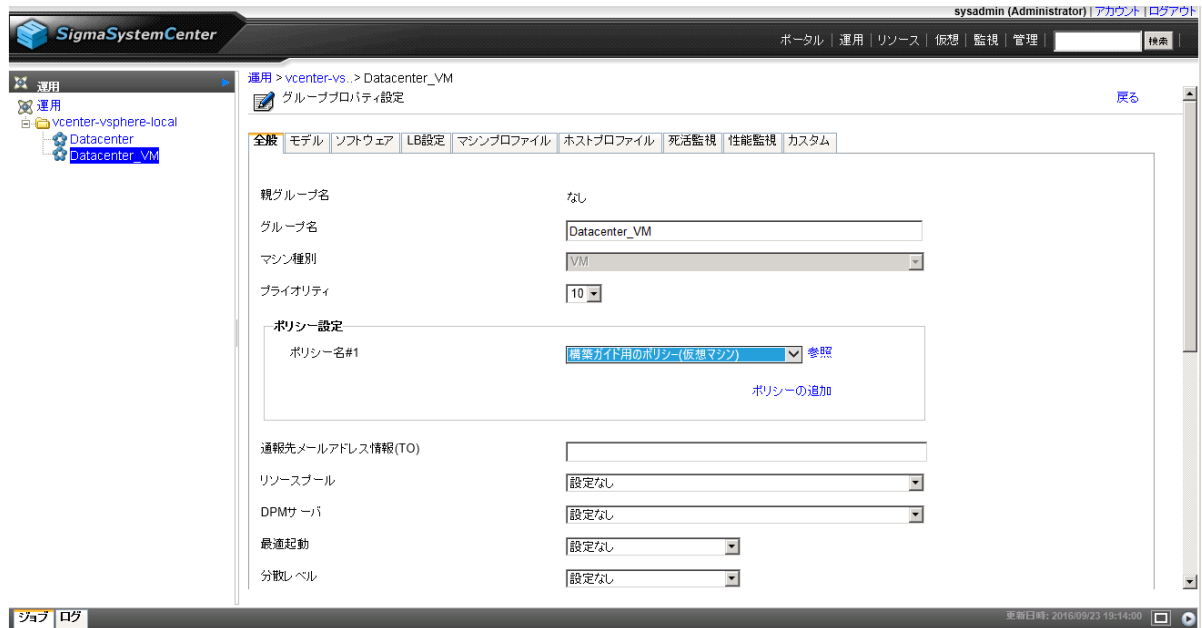 sysadmin (Administrator) | アカウント | ログアウト
SigmaSystemCenter
ポータル | 運用 | リソース | 仮想 | 監視 | 管理 | 検索
運用
運用
vcenter-vsphere-local
Datacenter
Datacenter_VM
運用 > vcenter-vs..> Datacenter_VM
グループプロパティ設定
戻る
全般 モデル ソフトウェア LB設定 マシンプロファイル ホストプロファイル 死活監視 性能監視 カスタム
親グループ名 なし
グループ名 Datacenter_VM
マシン種別 VM
プライオリティ 10
ポリシー設定
ポリシー名#1 構築ガイド用のポリシー(仮想マシン) 参照
ポリシーの追加
通報先メールアドレス情報(TO)
リソースプール 設定なし
DPMサーバ 設定なし
最適起動 設定なし
分散レベル 設定なし
ジョブ ログ
更新日時: 2016/09/23 19:14:00